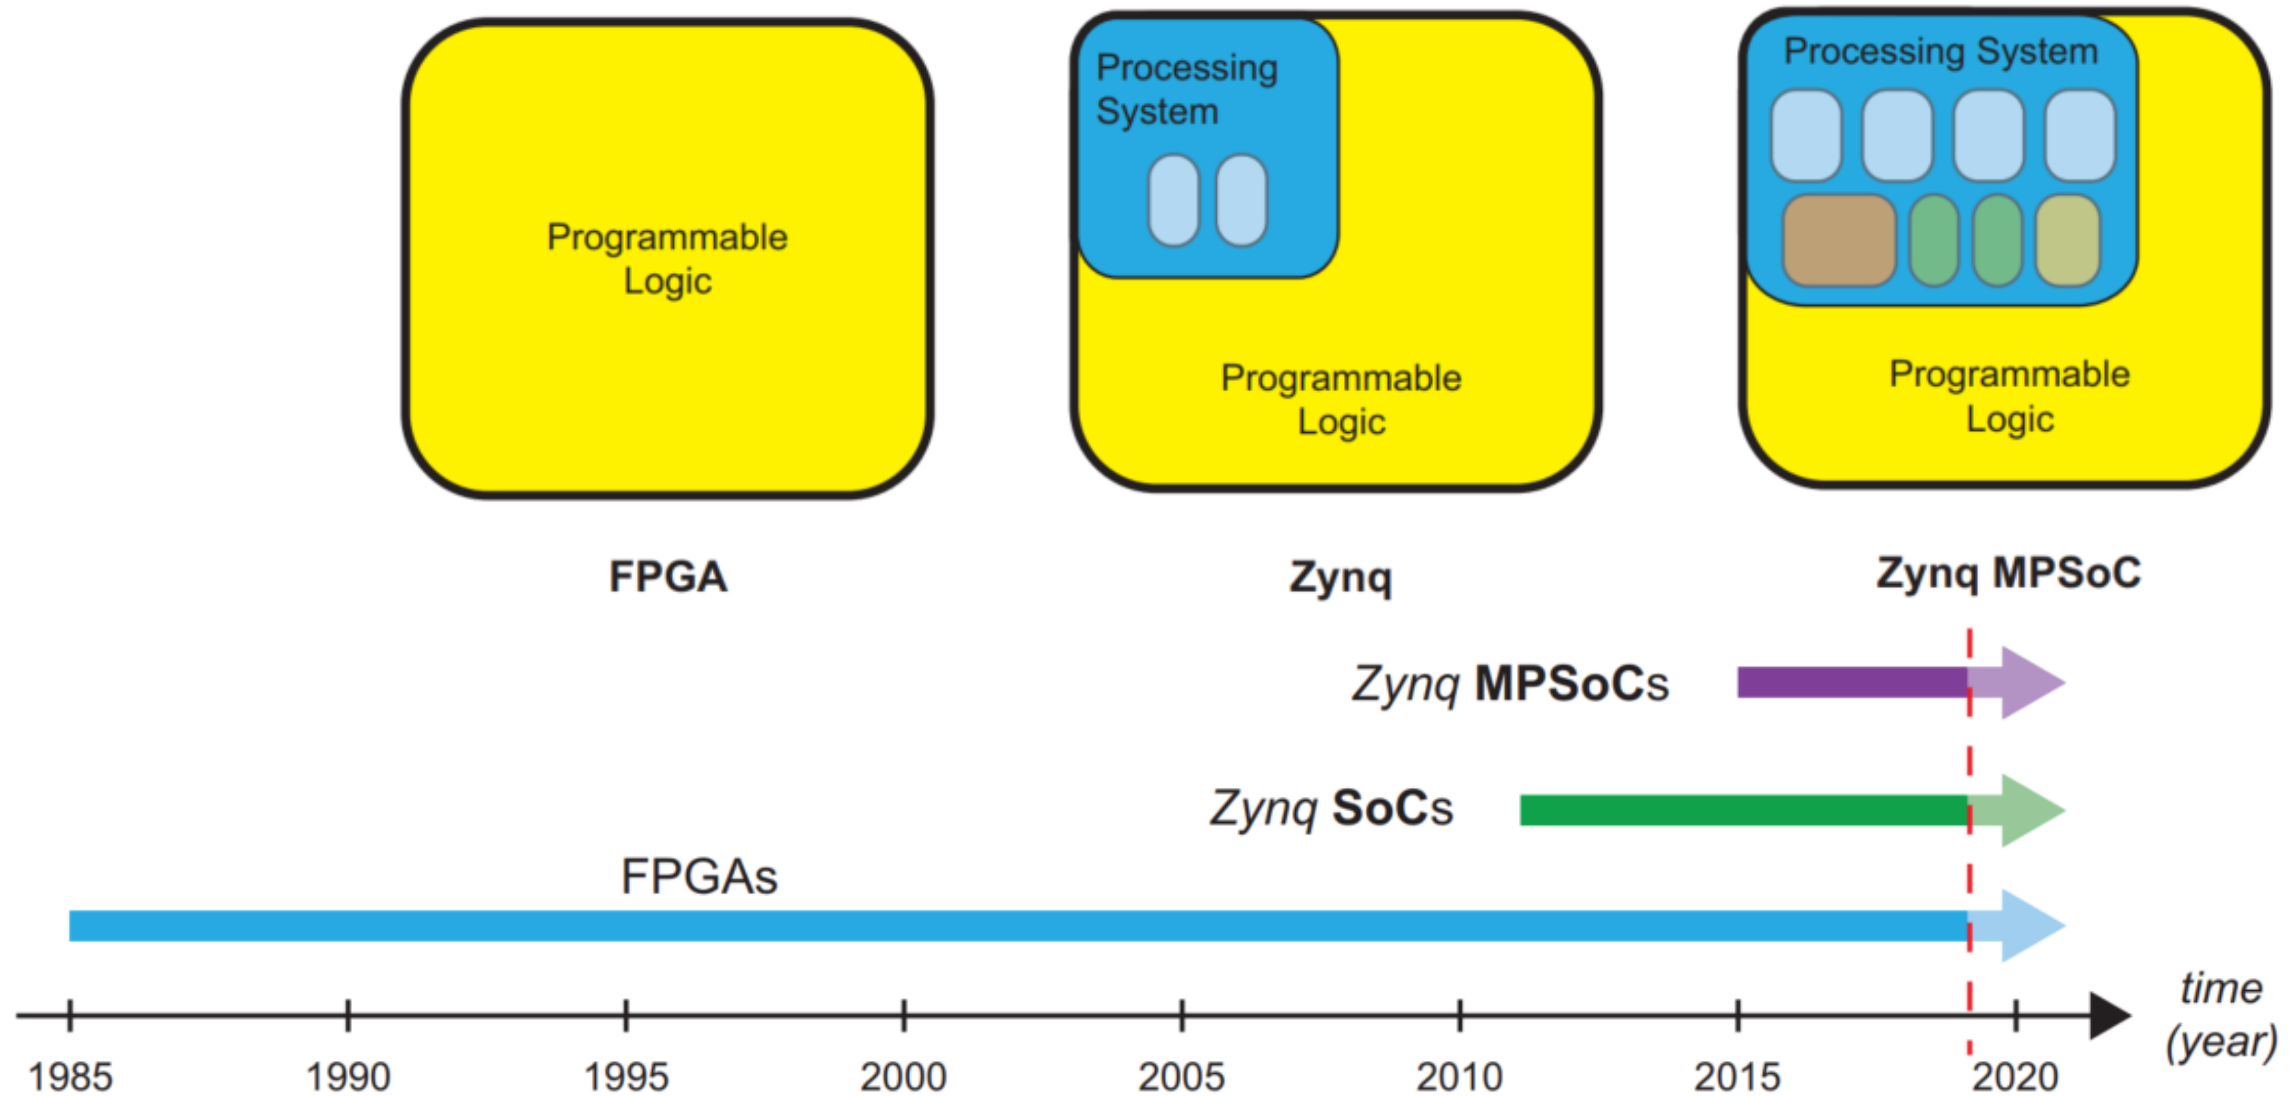 Programmable
Logic
Processing
System
Programmable
Logic
Processing System
Programmable
Logic
FPGA
Zynq
Zynq MPSoC
Zynq MPSoCs
Zynq SoCs
FPGAs
time
(year)
1985 1990 1995 2000 2005 2010 2015 2020